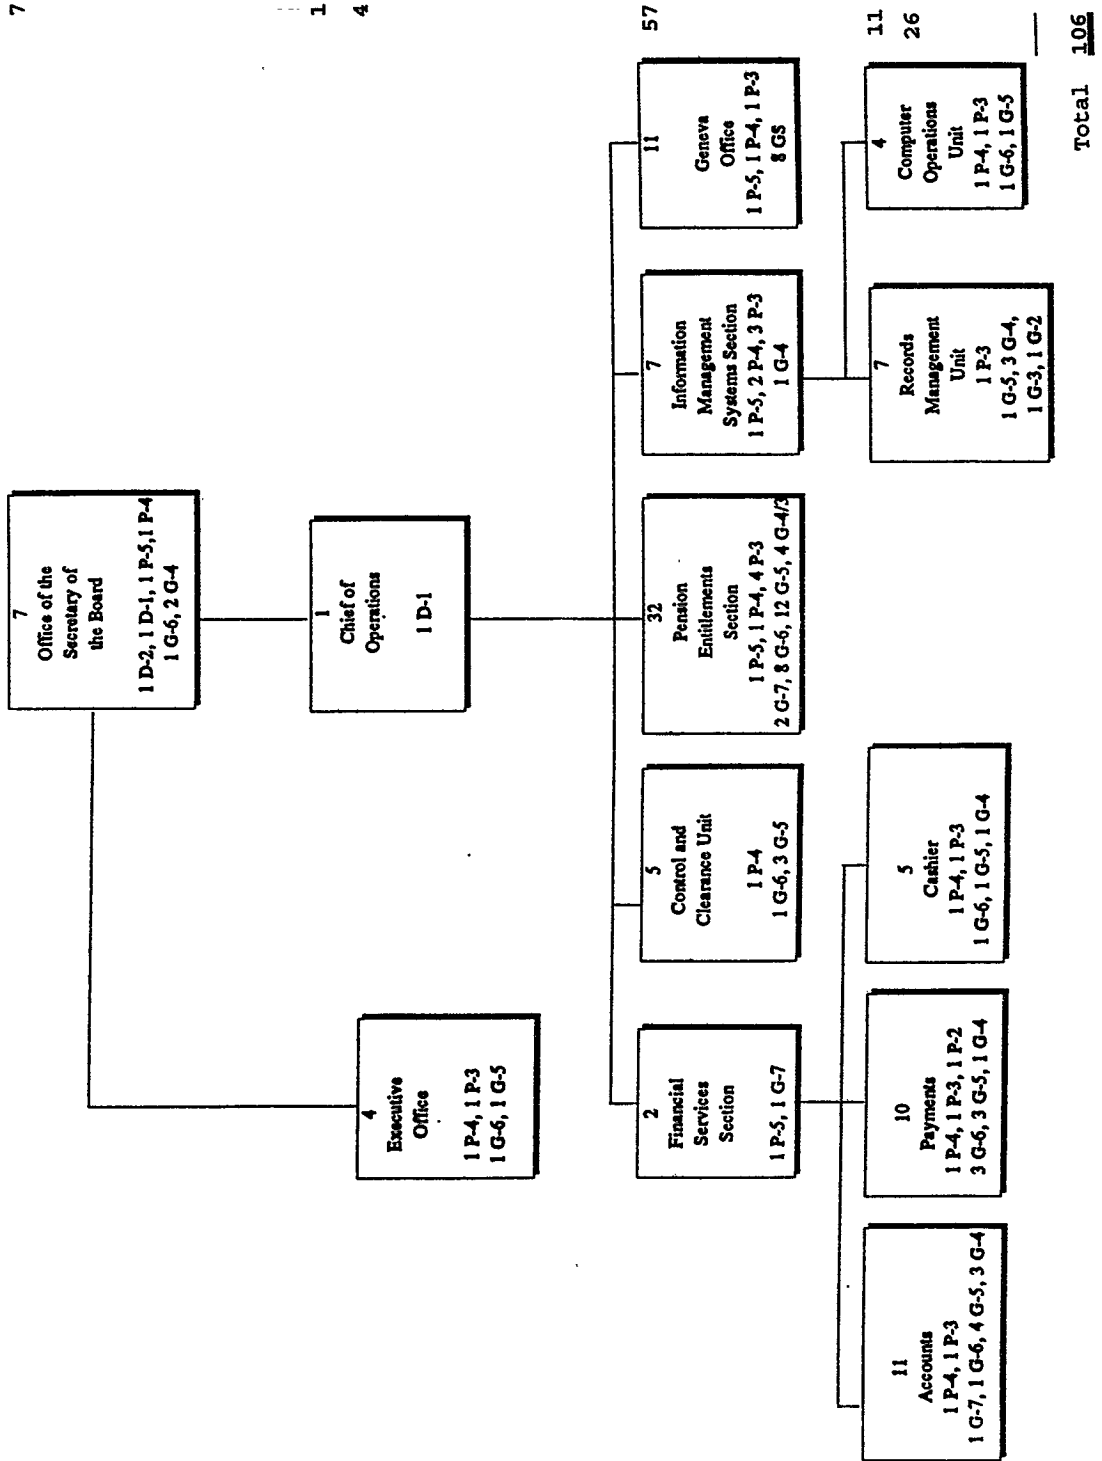 7
Office of the
Secretary of
the Board
1 D-2, 1 D-1, 1 P-5, 1 P-4
1 G-6, 2 G-4
7
1
Chief of
Operations
1 D-1
1
4
Executive
Office
1 P-4, 1 P-3
1 G-6, 1 G-5
4
2
Financial
Services
Section
1 P-5, 1 G-7
5
Control and
Clearance Unit
1 P-4
1 G-6, 3 G-5
32
Pension
Entitlements
Section
1 P-5, 1 P-4, 4 P-3
2 G-7, 8 G-6, 12 G-5, 4 G-4/3
7
Information
Management
Systems Section
1 P-5, 2 P-4, 3 P-3
1 G-4
11
Geneva
Office
1 P-5, 1 P-4, 1 P-3
8 GS
57
11
Accounts
1 P-4, 1 P-3
1 G-7, 1 G-6, 4 G-5, 3 G-4
10
Payments
1 P-4, 1 P-3, 1 P-2
3 G-6, 3 G-5, 1 G-4
5
Cashier
1 P-4, 1 P-3
1 G-6, 1 G-5, 1 G-4
7
Records
Management
Unit
1 P-3
1 G-5, 3 G-4,
1 G-3, 1 G-2
4
Computer
Operations
Unit
1 P-4, 1 P-3
1 G-6, 1 G-5
11
26
Total 106